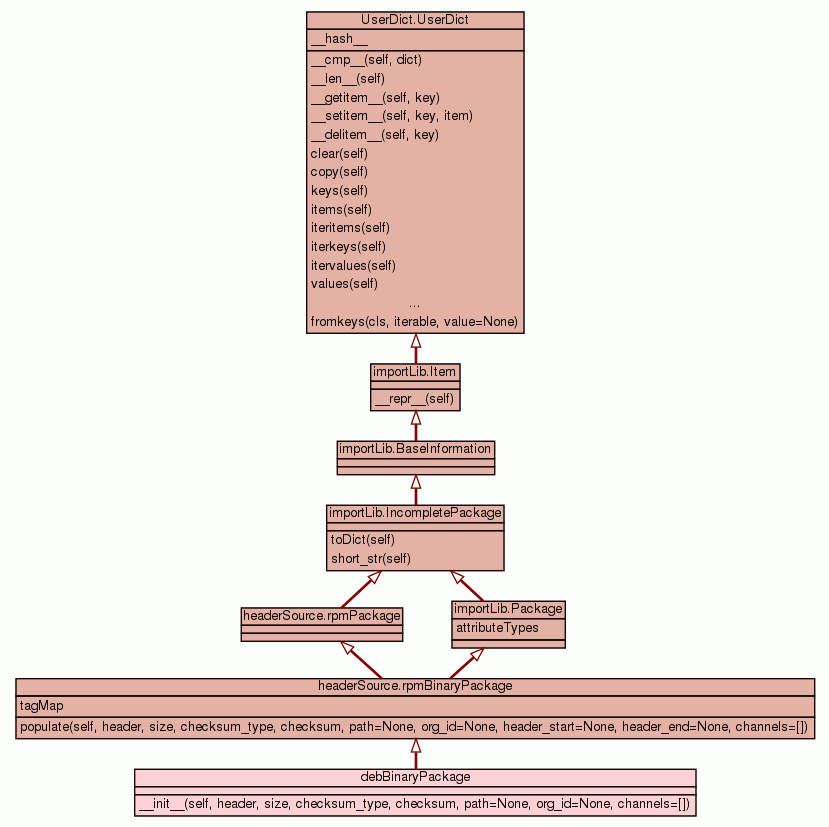 UserDict.UserDict
__hash__
__cmp__(self, dict)
__len__(self)
__getitem__(self, key)
__setitem__(self, key, item)
__delitem__(self, key)
clear(self)
copy(self)
keys(self)
items(self)
iteritems(self)
iterkeys(self)
itervalues(self)
values(self)
...
fromkeys(cls, iterable, value=None)
importLib.Item
__repr__(self)
importLib.BaseInformation
importLib.IncompletePackage
toDict(self)
short_str(self)
headerSource.rpmPackage
importLib.Package
attributeTypes
headerSource.rpmBinaryPackage
tagMap
populate(self, header, size, checksum_type, checksum, path=None, org_id=None, header_start=None, header_end=None, channels=[])
debBinaryPackage
__init__(self, header, size, checksum_type, checksum, path=None, org_id=None, channels=[])